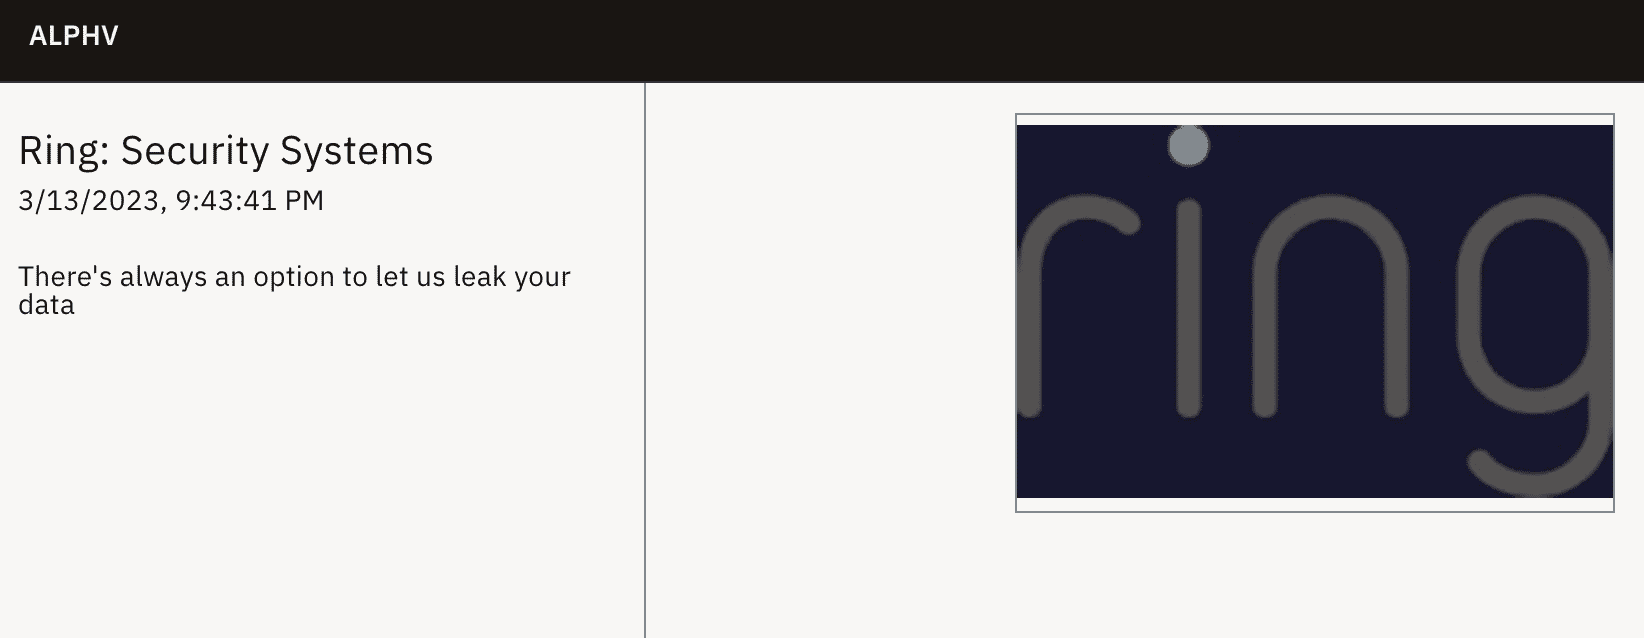 ALPHV
Ring: Security Systems
3/13/2023, 9:43:41 PM
There's always an option to let us leak your
data
ring